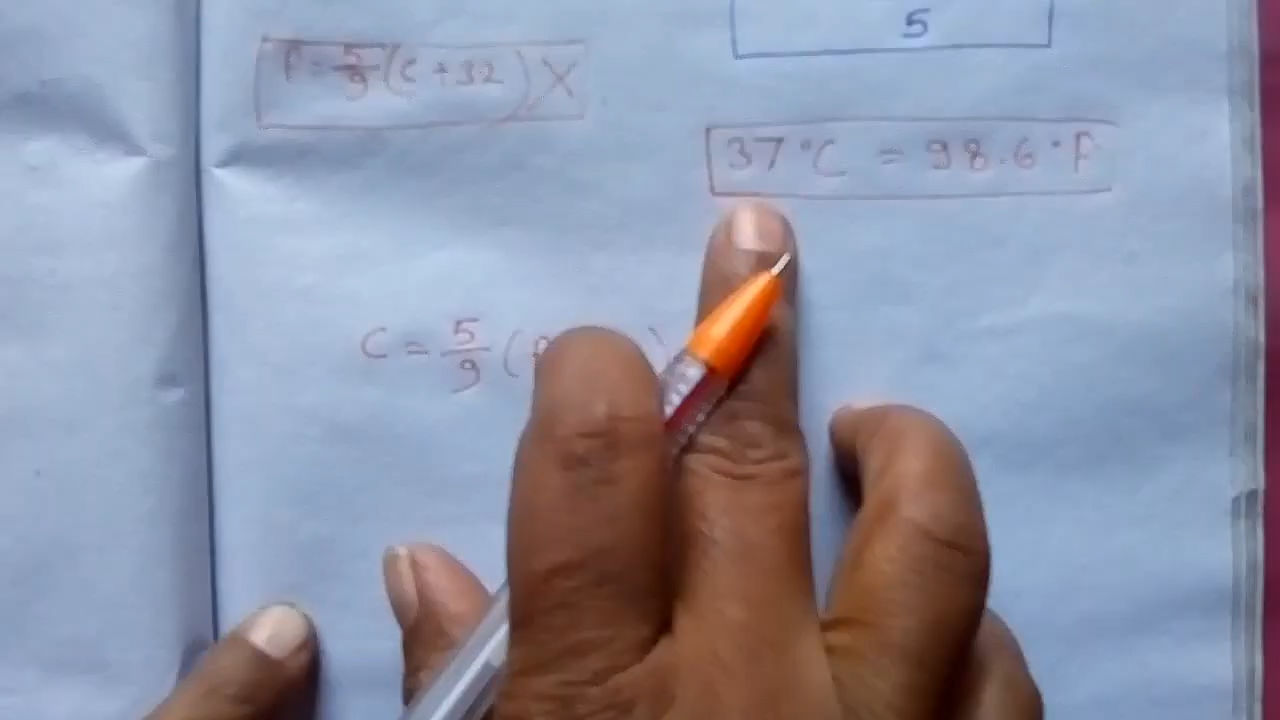 5
F = 5/9 (C + 32) X
37°C = 98.6°F
C = 5/9 (
)